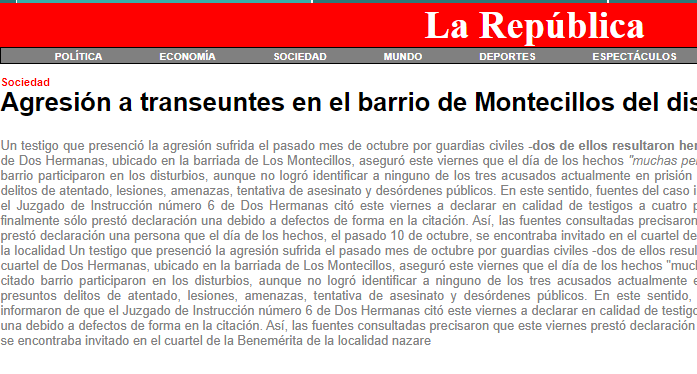 La República
POLÍTICA ECONOMÍA SOCIEDAD MUNDO DEPORTES ESPECTÁCULOS
Sociedad
Agresión a transeuntes en el barrio de Montecillos del dis
Un testigo que presenció la agresión sufrida el pasado mes de octubre por guardias civiles -dos de ellos resultaron her
de Dos Hermanas, ubicado en la barriada de Los Montecillos, aseguró este viernes que el día de los hechos "muchas per
barrio participaron en los disturbios, aunque no logró identificar a ninguno de los tres acusados actualmente en prisión
delitos de atentado, lesiones, amenazas, tentativa de asesinato y desórdenes públicos. En este sentido, fuentes del caso i
el Juzgado de Instrucción número 6 de Dos Hermanas citó este viernes a declarar en calidad de testigos a cuatro p
finalmente sólo prestó declaración una debido a defectos de forma en la citación. Así, las fuentes consultadas precisaron
prestó declaración una persona que el día de los hechos, el pasado 10 de octubre, se encontraba invitado en el cuartel de
la localidad Un testigo que presenció la agresión sufrida el pasado mes de octubre por guardias civiles -dos de ellos resul
cuartel de Dos Hermanas, ubicado en la barriada de Los Montecillos, aseguró este viernes que el día de los hechos "mucl
citado barrio participaron en los disturbios, aunque no logró identificar a ninguno de los tres acusados actualmente e
presuntos delitos de atentado, lesiones, amenazas, tentativa de asesinato y desórdenes públicos. En este sentido,
informaron de que el Juzgado de Instrucción número 6 de Dos Hermanas citó este viernes a declarar en calidad de testigo
una debido a defectos de forma en la citación. Así, las fuentes consultadas precisaron que este viernes prestó declaración
se encontraba invitado en el cuartel de la Benemérita de la localidad nazare